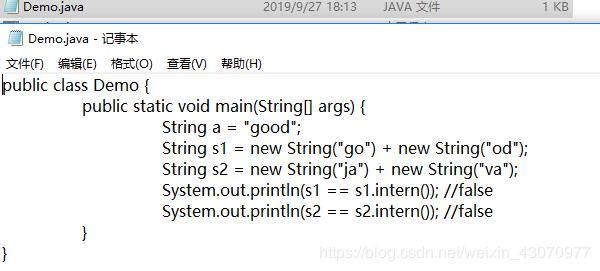 Demo.java 2019/9/27 18:13 JAVA 文件 1 KB
Demo.java - 记事本
文件(F) 编辑(E) 格式(O) 查看(V) 帮助(H)
public class Demo {
public static void main(String[] args) {
String a = "good";
String s1 = new String("go") + new String("od");
String s2 = new String("ja") + new String("va");
System.out.println(s1 == s1.intern()); //false
System.out.println(s2 == s2.intern()); //false
}
}
https://blog.csdn.net/weixin_43070977